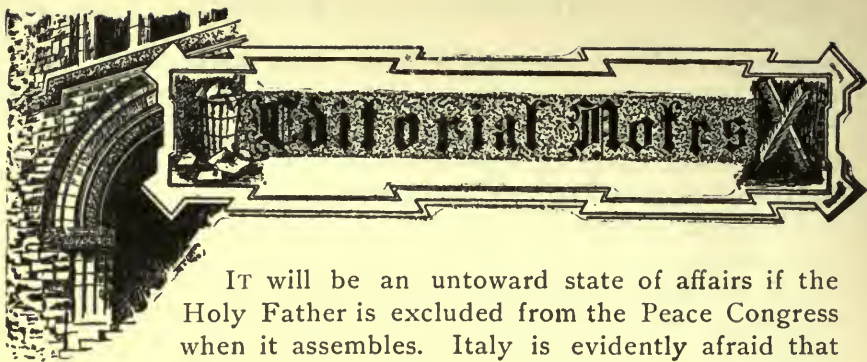 Editorial Notes
IT will be an untoward state of affairs if the
Holy Father is excluded from the Peace Congress
when it assembles. Italy is evidently afraid that